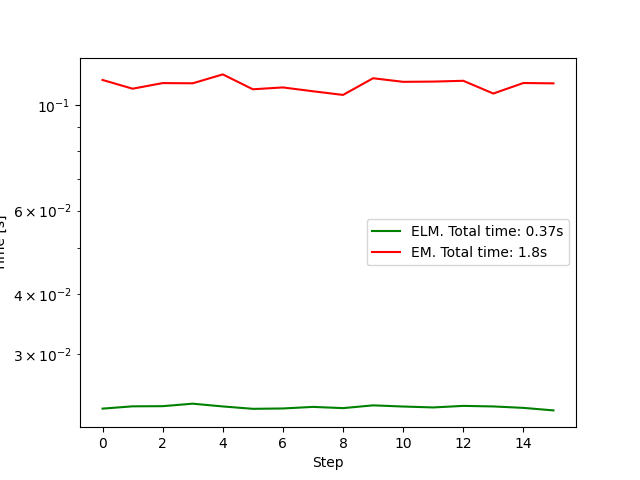 10⁻¹
6 × 10⁻²
4 × 10⁻²
3 × 10⁻²
[s]
ELM. Total time: 0.37s
EM. Total time: 1.8s
0 2 4 6 8 10 12 14
Step